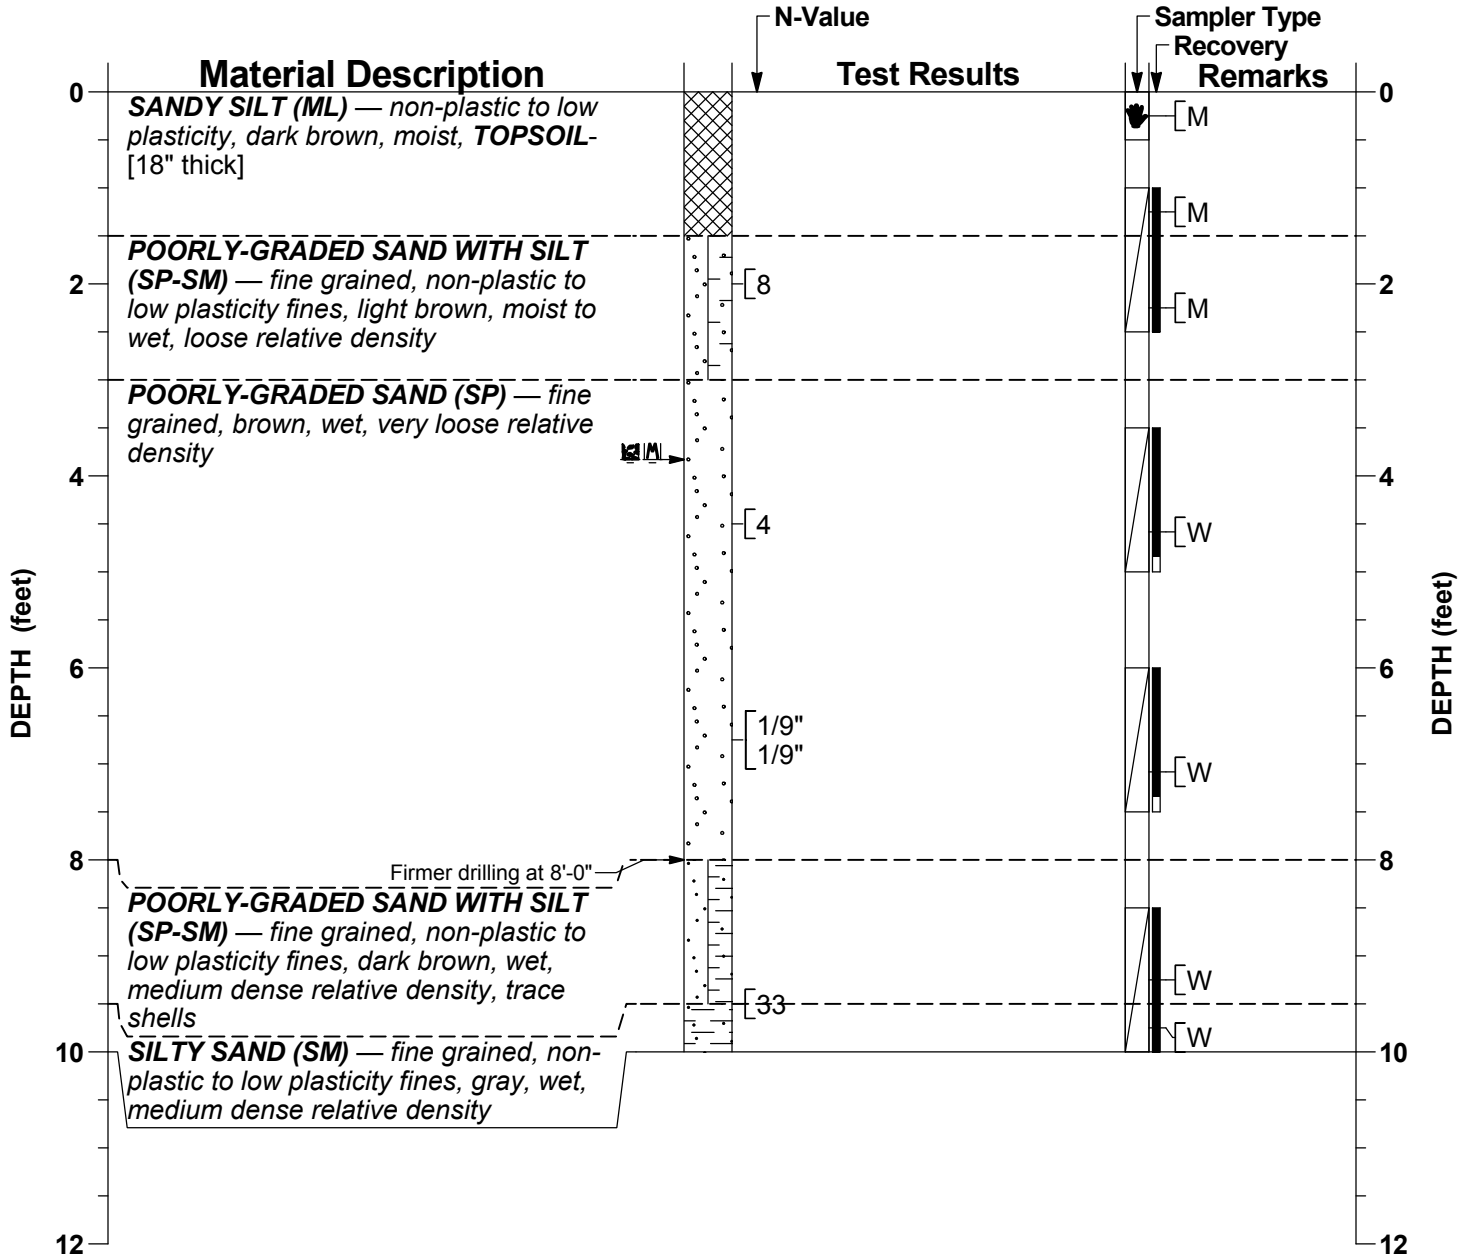 N-Value
Sampler Type
Recovery
Material Description
Test Results
Remarks
0
0
SANDY SILT (ML) — non-plastic to low
plasticity, dark brown, moist, TOPSOIL-
[18" thick]
M
M
POORLY-GRADED SAND WITH SILT
(SP-SM) — fine grained, non-plastic to
low plasticity fines, light brown, moist to
wet, loose relative density
2
8
M
2
POORLY-GRADED SAND (SP) — fine
grained, brown, wet, very loose relative
density
4
4
4
W
DEPTH (feet)
DEPTH (feet)
6
6
1/9"
1/9"
W
8
8
Firmer drilling at 8'-0"
POORLY-GRADED SAND WITH SILT
(SP-SM) — fine grained, non-plastic to
low plasticity fines, dark brown, wet,
medium dense relative density, trace
shells
W
33
W
10
10
SILTY SAND (SM) — fine grained, non-
plastic to low plasticity fines, gray, wet,
medium dense relative density
12
12